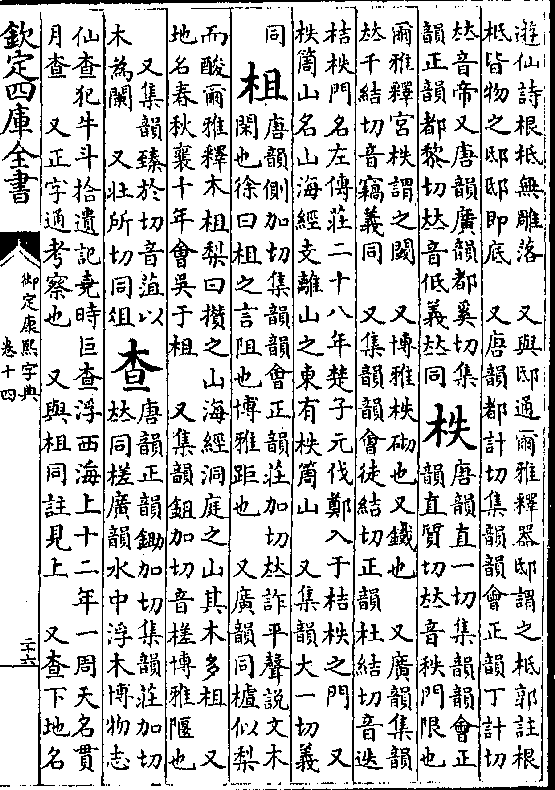 遊仙詩根柢無雕落　又與邸通爾雅釋器邸謂之柢郭註根
柢皆物之邸邸即底　又唐韻都計切集韻韻會正韻丁計切
𠀤音帝又唐韻廣韻都奚切集
韻正韻都黎切𠀤音低義𠀤同
柣
唐韻直一切集韻韻會正
韻直質切𠀤音秩門限也
爾雅釋宮柣謂之閾　又博雅柣砌也又鐵也　又廣韻集韻
𠀤千結切音竊義同　又集韻韻會徒結切正韻杜結切音迭
桔柣門名左傳莊二十八年楚子元伐鄭入于桔柣之門　又
柣筩山名山海經支離山之東有柣筩山　又集韻大一切義
同
柤
唐韻側加切集韻韻會正韻莊加切𠀤詐平聲說文木
閑也徐曰柤之言阻也博雅距也　又廣韻同樝似梨
而酸爾雅釋木柤梨曰攢之山海經洞庭之山其木多柤　又
地名春秋襄十年會吳于柤　又集韻鉏加切音槎博雅隁也
又集韻臻於切音菹以
木爲闌　又壯所切同俎
查
唐韻正韻鋤加切集韻莊加切
𠀤同槎廣韻水中浮木博物志
仙查犯牛斗拾遺記堯時巨查浮西海上十二年一周天名貫
月查　又正字通考察也　又與柤同註見上　又查下地名
欽定四庫全書
御定康熙字典
卷十四
二十六